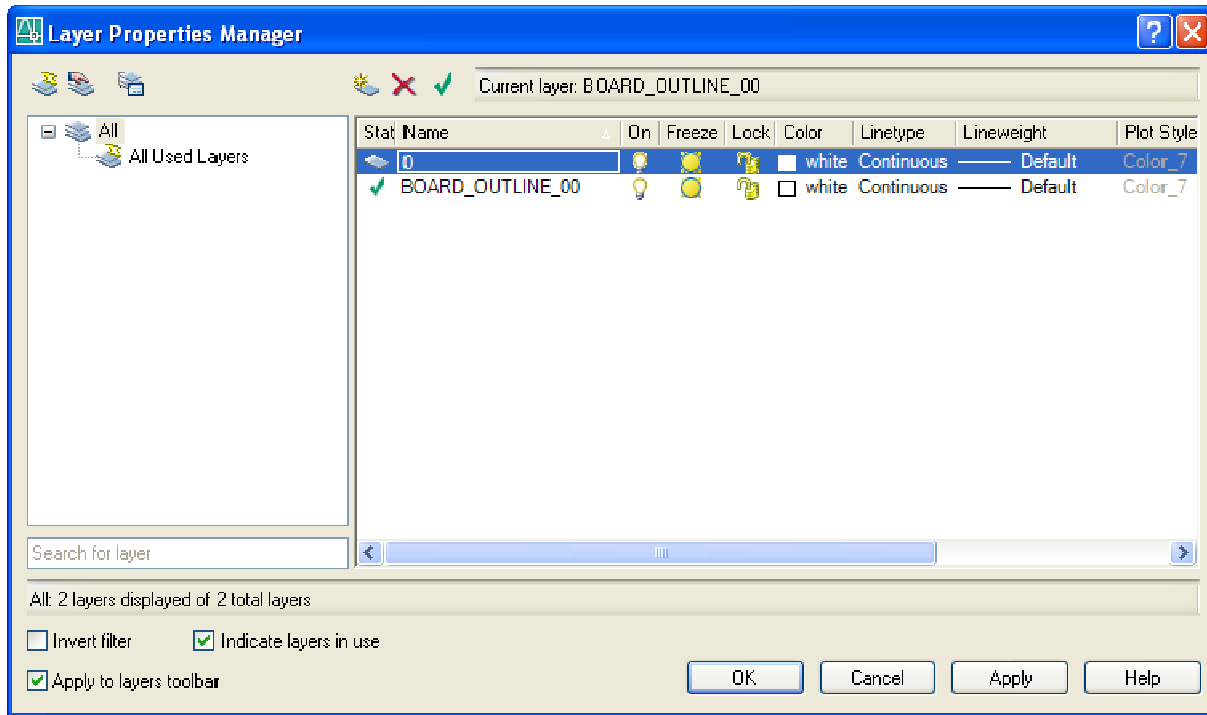 Layer Properties Manager
Current layer: BOARD_OUTLINE_00
All
All Used Layers
Stat Name On Freeze Lock Color Linetype Lineweight Plot Style
0 white Continuous Default Color_7
BOARD_OUTLINE_00 white Continuous Default Color_7
Search for layer
All: 2 layers displayed of 2 total layers
Invert filter Indicate layers in use
Apply to layers toolbar
OK Cancel Apply Help